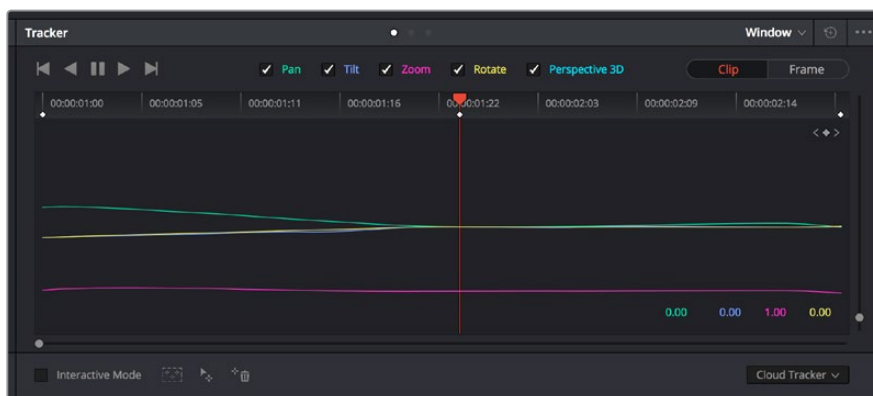 Tracker
Window
Pan
Tilt
Zoom
Rotate
Perspective 3D
Clip
Frame
00:00:01:00
00:00:01:05
00:00:01:11
00:00:01:16
00:00:01:22
00:00:02:03
00:00:02:09
00:00:02:14
0.00
0.00
1.00
0.00
Interactive Mode
Cloud Tracker